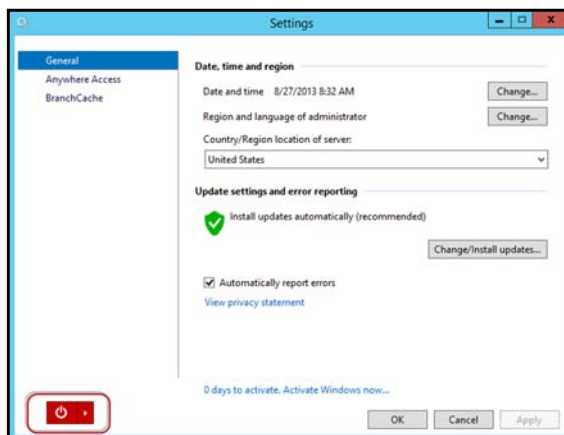 Settings
General
Anywhere Access
BranchCache
Date, time and region
Date and time 8/27/2013 8:32 AM
Change...
Region and language of administrator
Change...
Country/Region location of server:
United States
Update settings and error reporting
Install updates automatically (recommended)
Change/Install updates...
Automatically report errors
View privacy statement
0 days to activate. Activate Windows now...
OK
Cancel
Apply